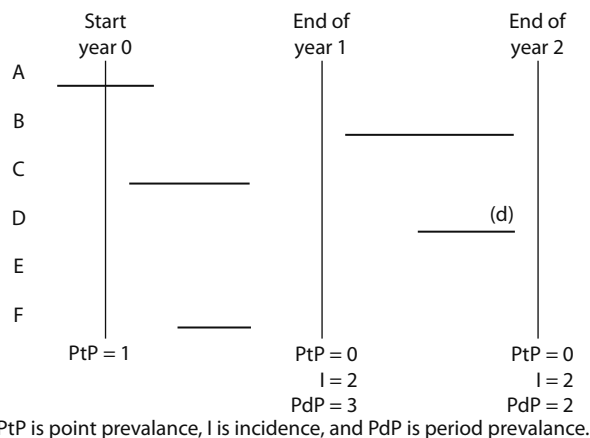 Start
year 0
End of
year 1
End of
year 2
A
B
C
D
(d)
E
F
PtP = 1
PtP = 0
I = 2
PdP = 3
PtP = 0
I = 2
PdP = 2
PtP is point prevalance, I is incidence, and PdP is period prevalance.